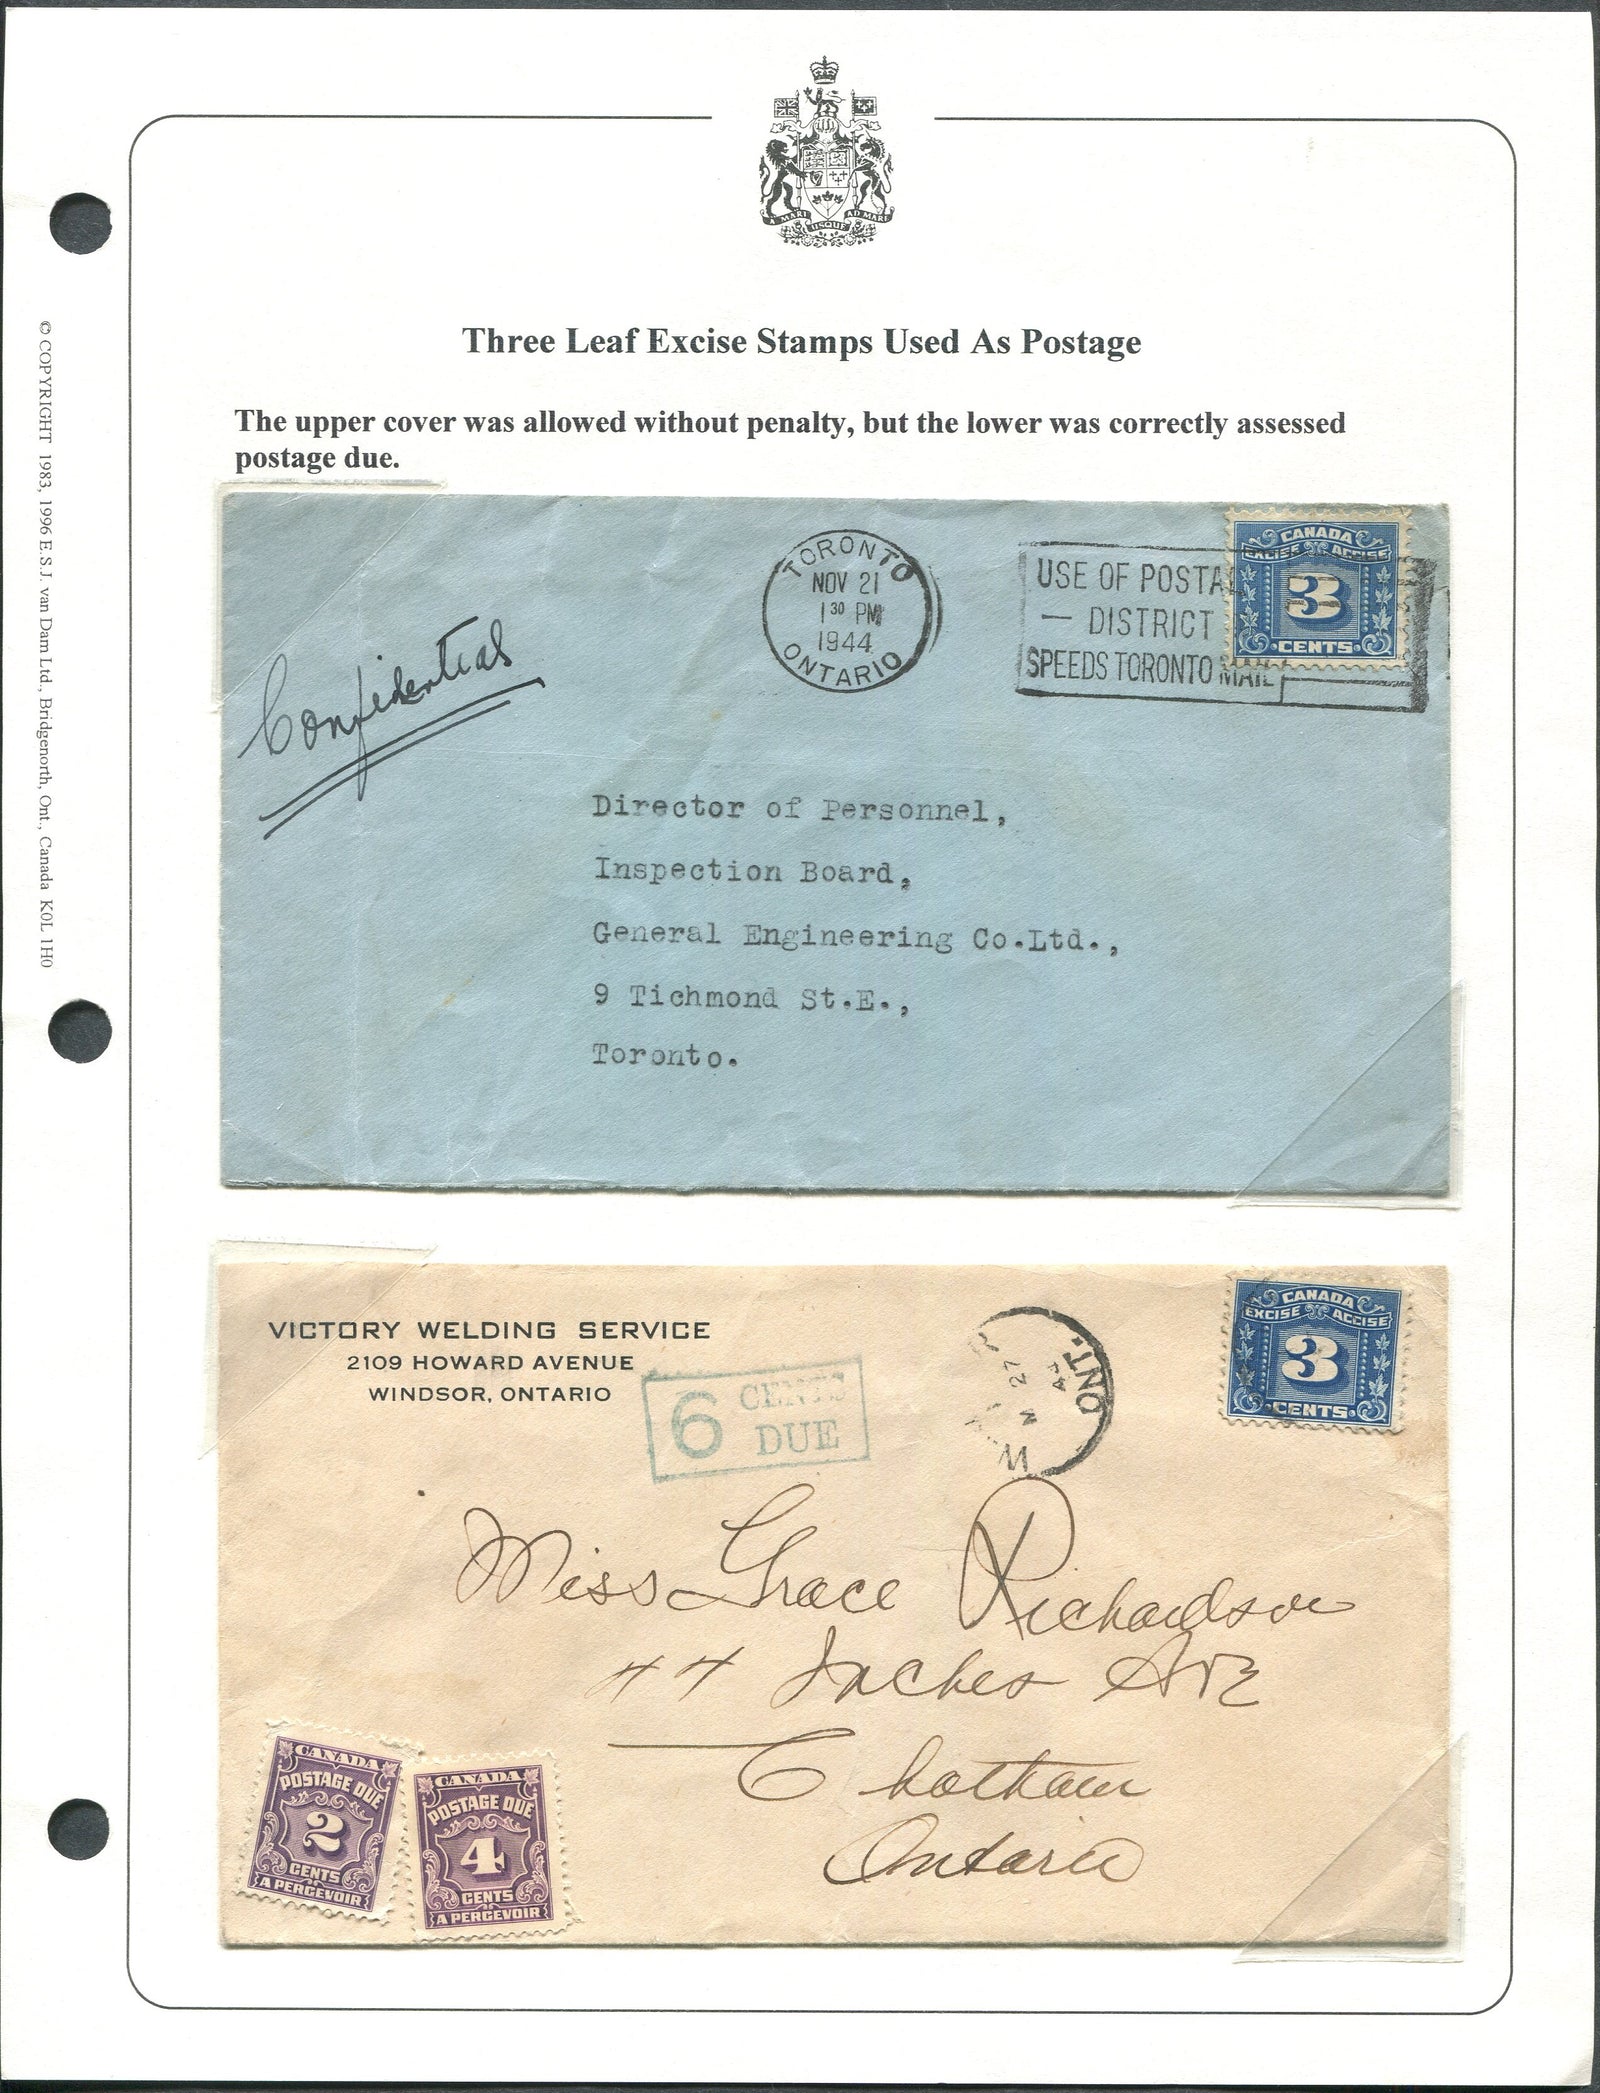 A MARI USQUE AD MARE
Three Leaf Excise Stamps Used As Postage
The upper cover was allowed without penalty, but the lower was correctly assessed
postage due.
© COPYRIGHT 1983, 1996 E.S.J. van Dam Ltd., Bridgenorth, Ont., Canada K0L 1H0
TORONTO
NOV 21
1 30 PM
1944
ONTARIO
USE OF POSTA
— DISTRICT
SPEEDS TORONTO MAIL
CANADA
EXCISE ACCISE
3
CENTS
Confidential
Director of Personnel,
Inspection Board,
General Engineering Co.Ltd.,
9 Tichmond St.E.,
Toronto.
VICTORY WELDING SERVICE
2109 HOWARD AVENUE
WINDSOR, ONTARIO
6 CENTS
DUE
W
M 27
ONT.
CANADA
EXCISE ACCISE
3
CENTS
Miss Grace Richardson
44 Inches Ave
Chatham
Ontario
CANADA
POSTAGE DUE
2
CENTS
A PERCEVOIR
CANADA
POSTAGE DUE
4
CENTS
A PERCEVOIR